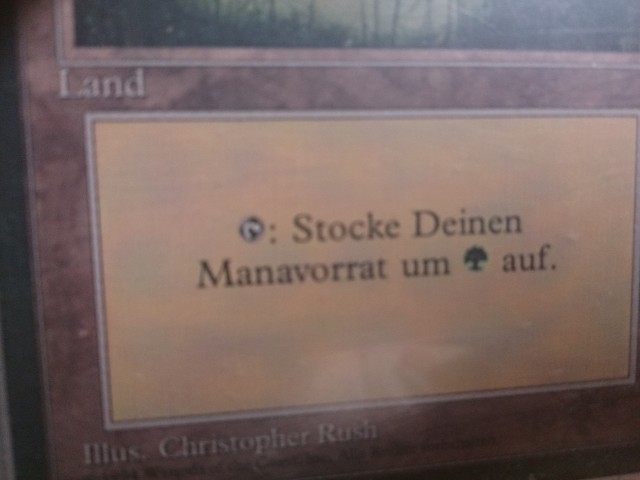 Land
: Stocke Deinen
Manavorrat um auf.
Illus. Christopher Rush